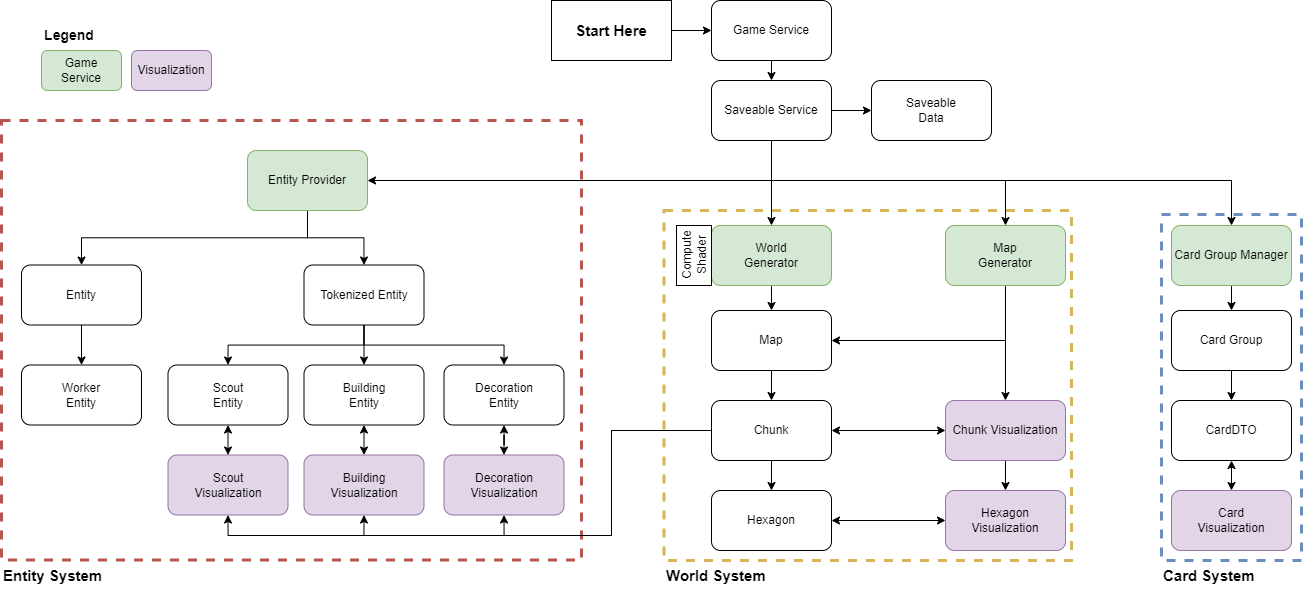 Start Here
Game Service
Legend
Game
Service
Visualization
Saveable Service
Saveable
Data
Entity Provider
Entity
Tokenized Entity
Worker
Entity
Scout
Entity
Building
Entity
Decoration
Entity
Scout
Visualization
Building
Visualization
Decoration
Visualization
Entity System
Compute
Shader
World
Generator
Map
Generator
Map
Chunk
Chunk Visualization
Hexagon
Hexagon
Visualization
World System
Card Group Manager
Card Group
CardDTO
Card
Visualization
Card System